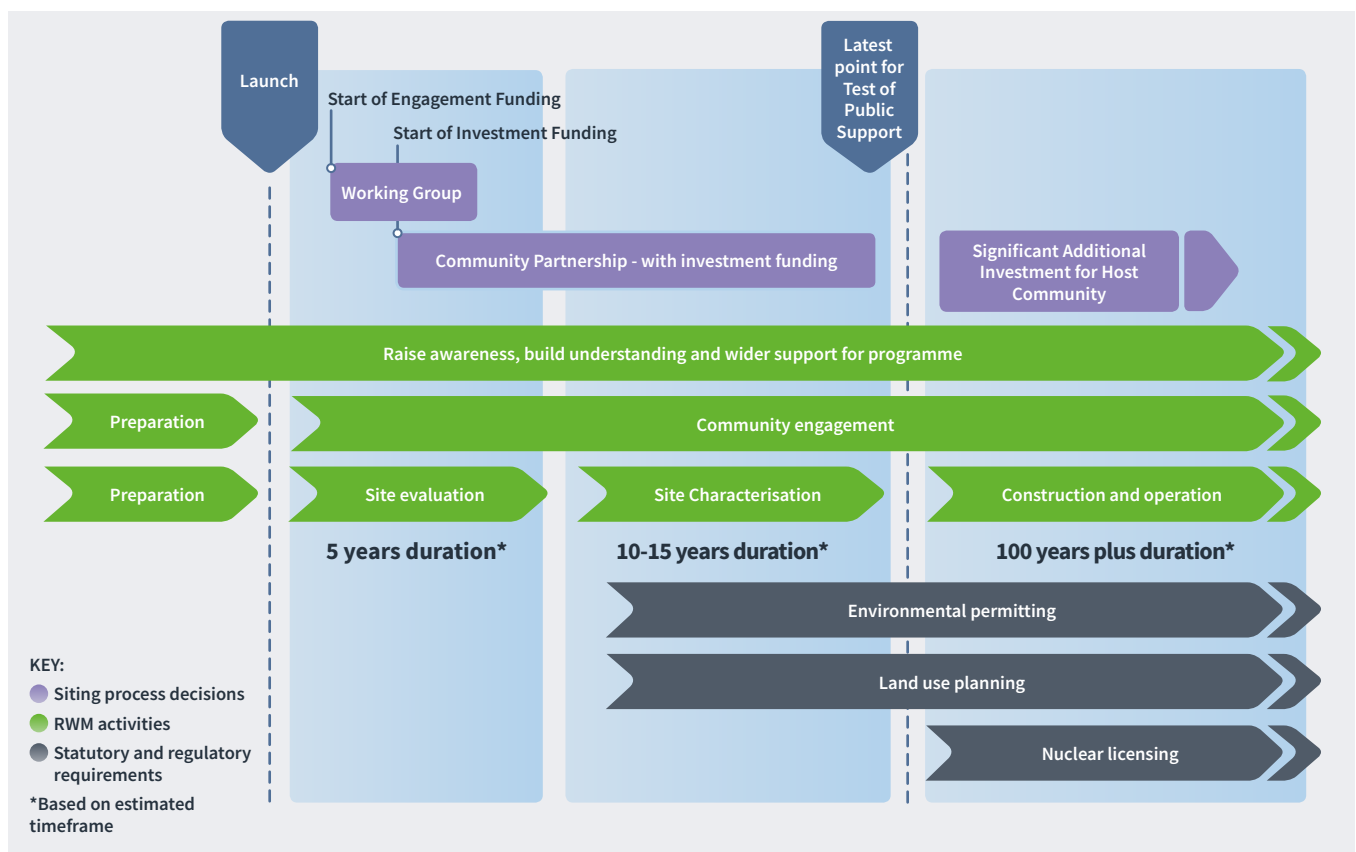 Launch
Latest
point for
Test of
Public
Support
Start of Engagement Funding
Start of Investment Funding
Working Group
Community Partnership - with investment funding
Significant Additional
Investment for Host
Community
Raise awareness, build understanding and wider support for programme
Preparation
Community engagement
Preparation
Site evaluation
Site Characterisation
Construction and operation
5 years duration*
10-15 years duration*
100 years plus duration*
Environmental permitting
Land use planning
Nuclear licensing
KEY:
Siting process decisions
RWM activities
Statutory and regulatory
requirements
*Based on estimated
timeframe